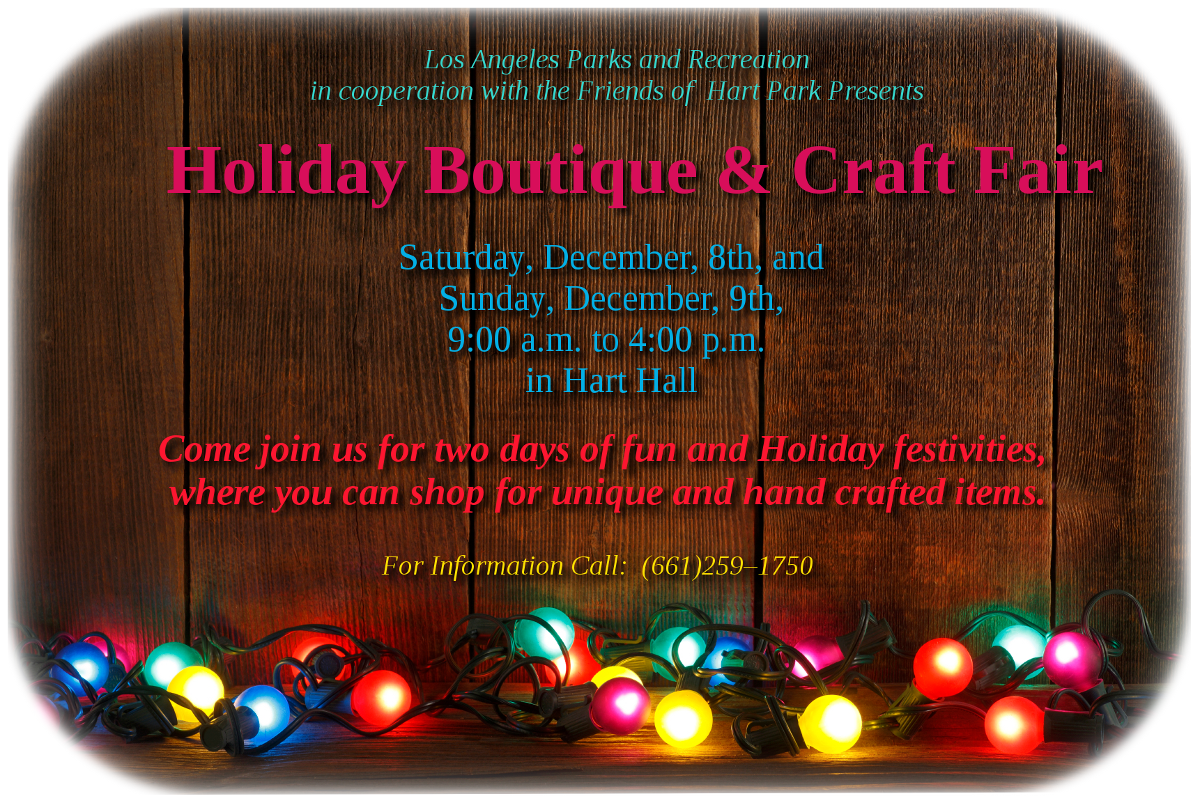 Los Angeles Parks and Recreation
in cooperation with the Friends of  Hart Park Presents
Holiday Boutique & Craft Fair
Saturday, December, 8th, and
Sunday, December, 9th,
9:00 a.m. to 4:00 p.m.
in Hart Hall
Come join us for two days of fun and Holiday festivities,
where you can shop for unique and hand crafted items.
For Information Call:  (661)259–1750